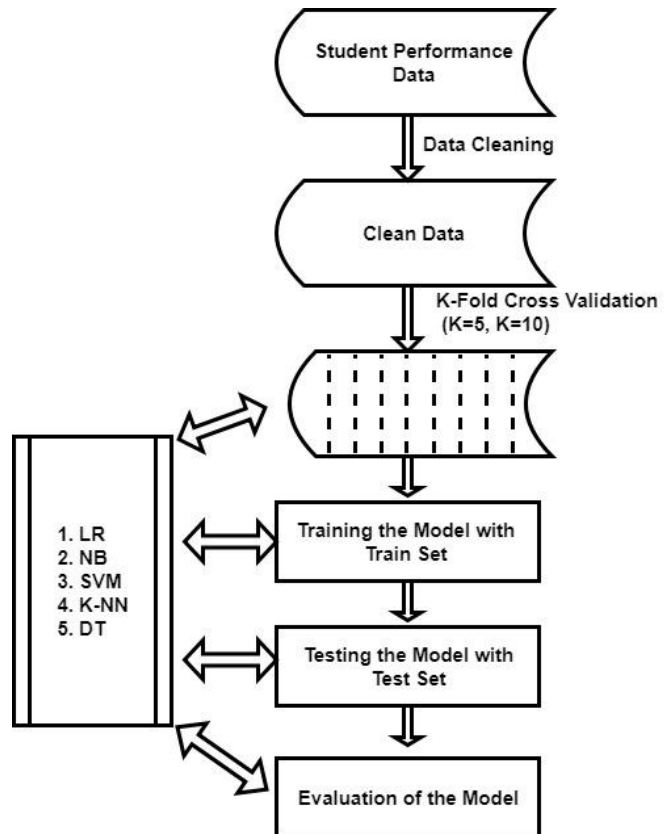 Student Performance
Data
Data Cleaning
Clean Data
K-Fold Cross Validation
(K=5, K=10)
1. LR
2. NB
3. SVM
4. K-NN
5. DT
Training the Model with
Train Set
Testing the Model with
Test Set
Evaluation of the Model